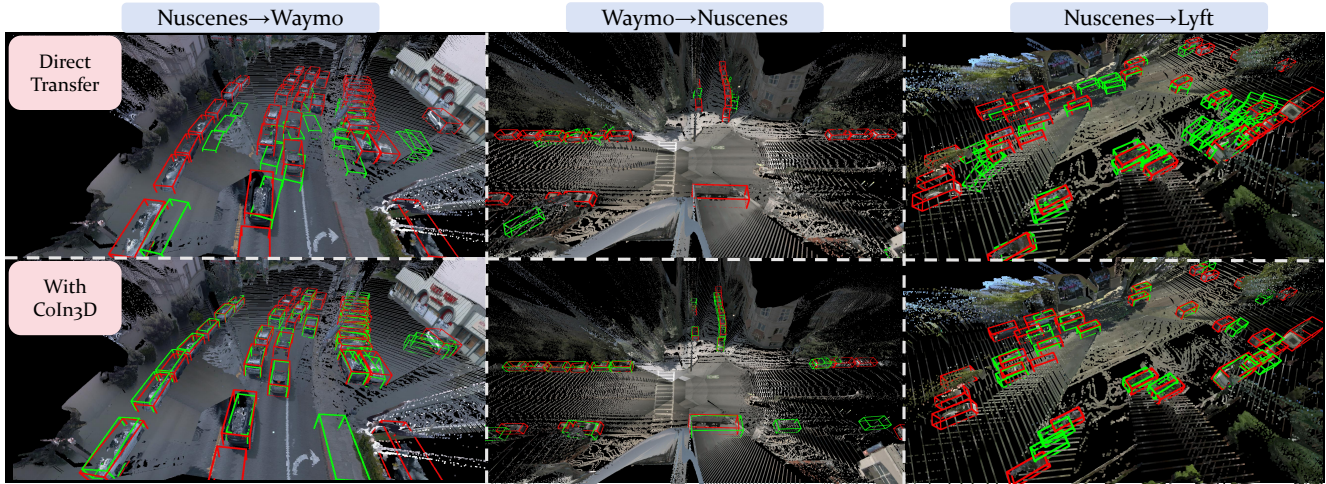 Nuscenes→Waymo
Waymo→Nuscenes
Nuscenes→Lyft
Direct
Transfer
With
CoIn3D